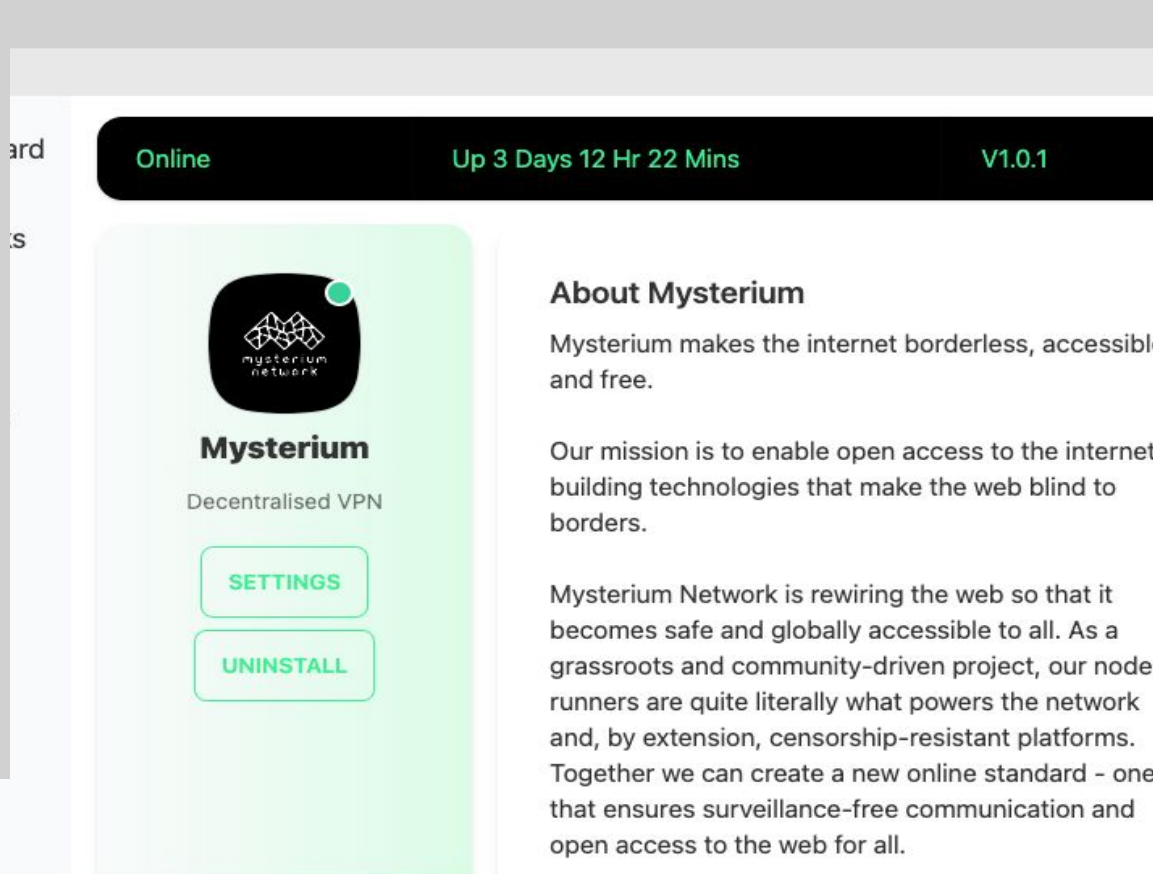 ard
Online
Up 3 Days 12 Hr 22 Mins
V1.0.1
s
mysterium
network
Mysterium
Decentralised VPN
SETTINGS
UNINSTALL
About Mysterium
Mysterium makes the internet borderless, accessible
and free.
Our mission is to enable open access to the internet
building technologies that make the web blind to
borders.
Mysterium Network is rewiring the web so that it
becomes safe and globally accessible to all. As a
grassroots and community-driven project, our node
runners are quite literally what powers the network
and, by extension, censorship-resistant platforms.
Together we can create a new online standard - one
that ensures surveillance-free communication and
open access to the web for all.